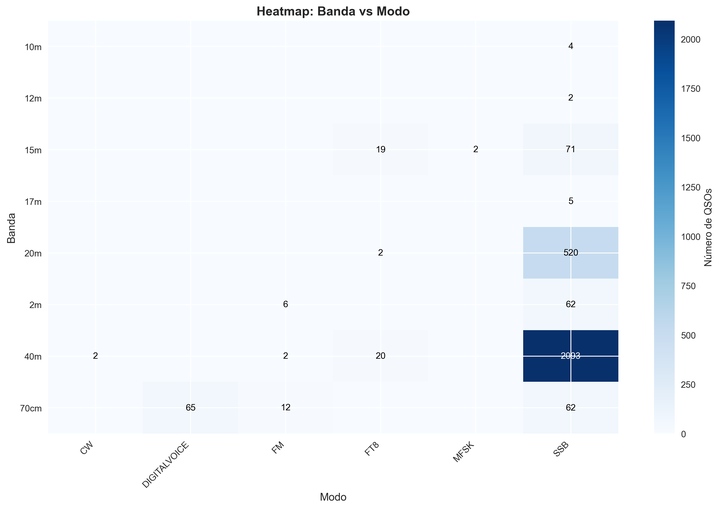 Heatmap: Banda vs Modo
10m 4
12m 2
15m 19 2 71
17m 5
20m 2 520
2m 6 62
40m 2 2 20 2093
70cm 65 12 62
CW DIGITALVOICE FM FT8 MFSK SSB
Modo
Banda
2000
1750
1500
1250
1000
750
500
250
0
Número de QSOs